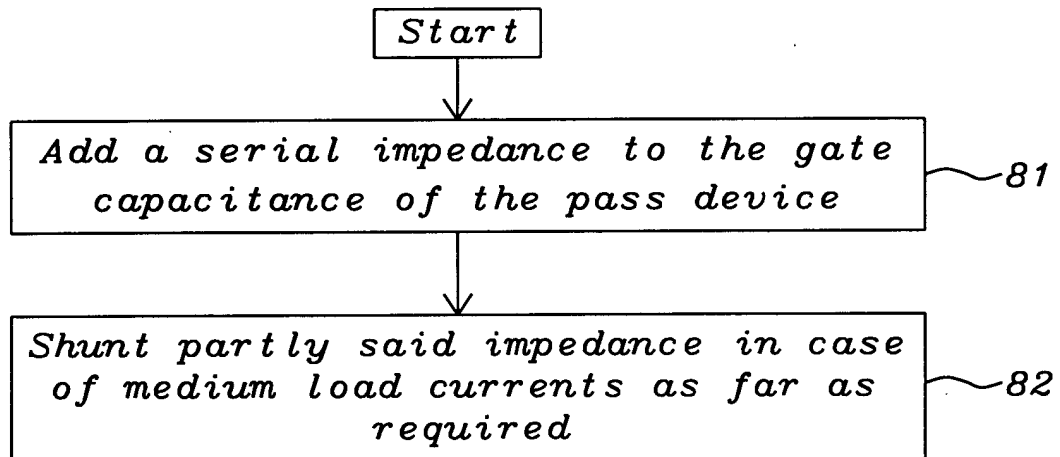 Start
Add a serial impedance to the gate
capacitance of the pass device
81
Shunt partly said impedance in case
of medium load currents as far as
required
82